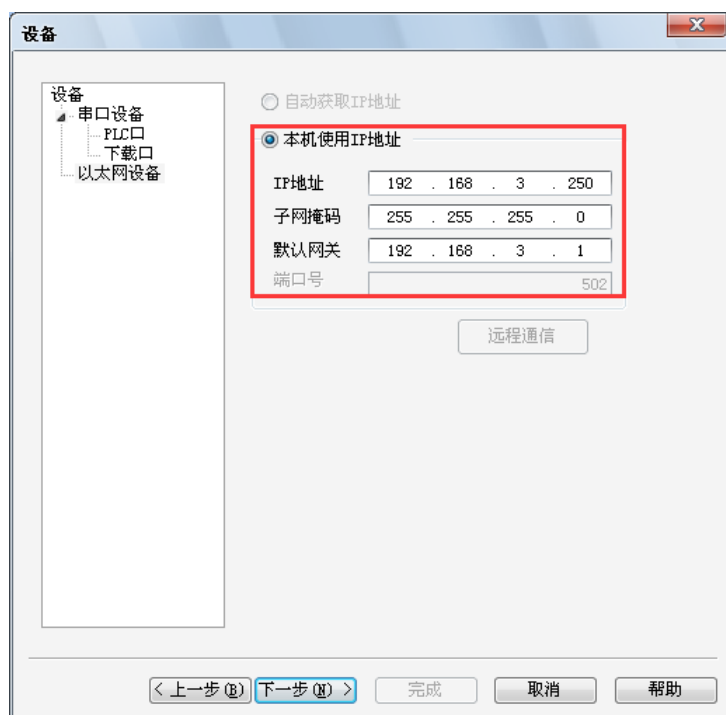 设备
设备
串口设备
PLC口
下载口
以太网设备
自动获取IP地址
本机使用IP地址
IP地址 192 . 168 . 3 . 250
子网掩码 255 . 255 . 255 . 0
默认网关 192 . 168 . 3 . 1
端口号 502
远程通信
< 上一步(B) 下一步(N) > 完成 取消 帮助